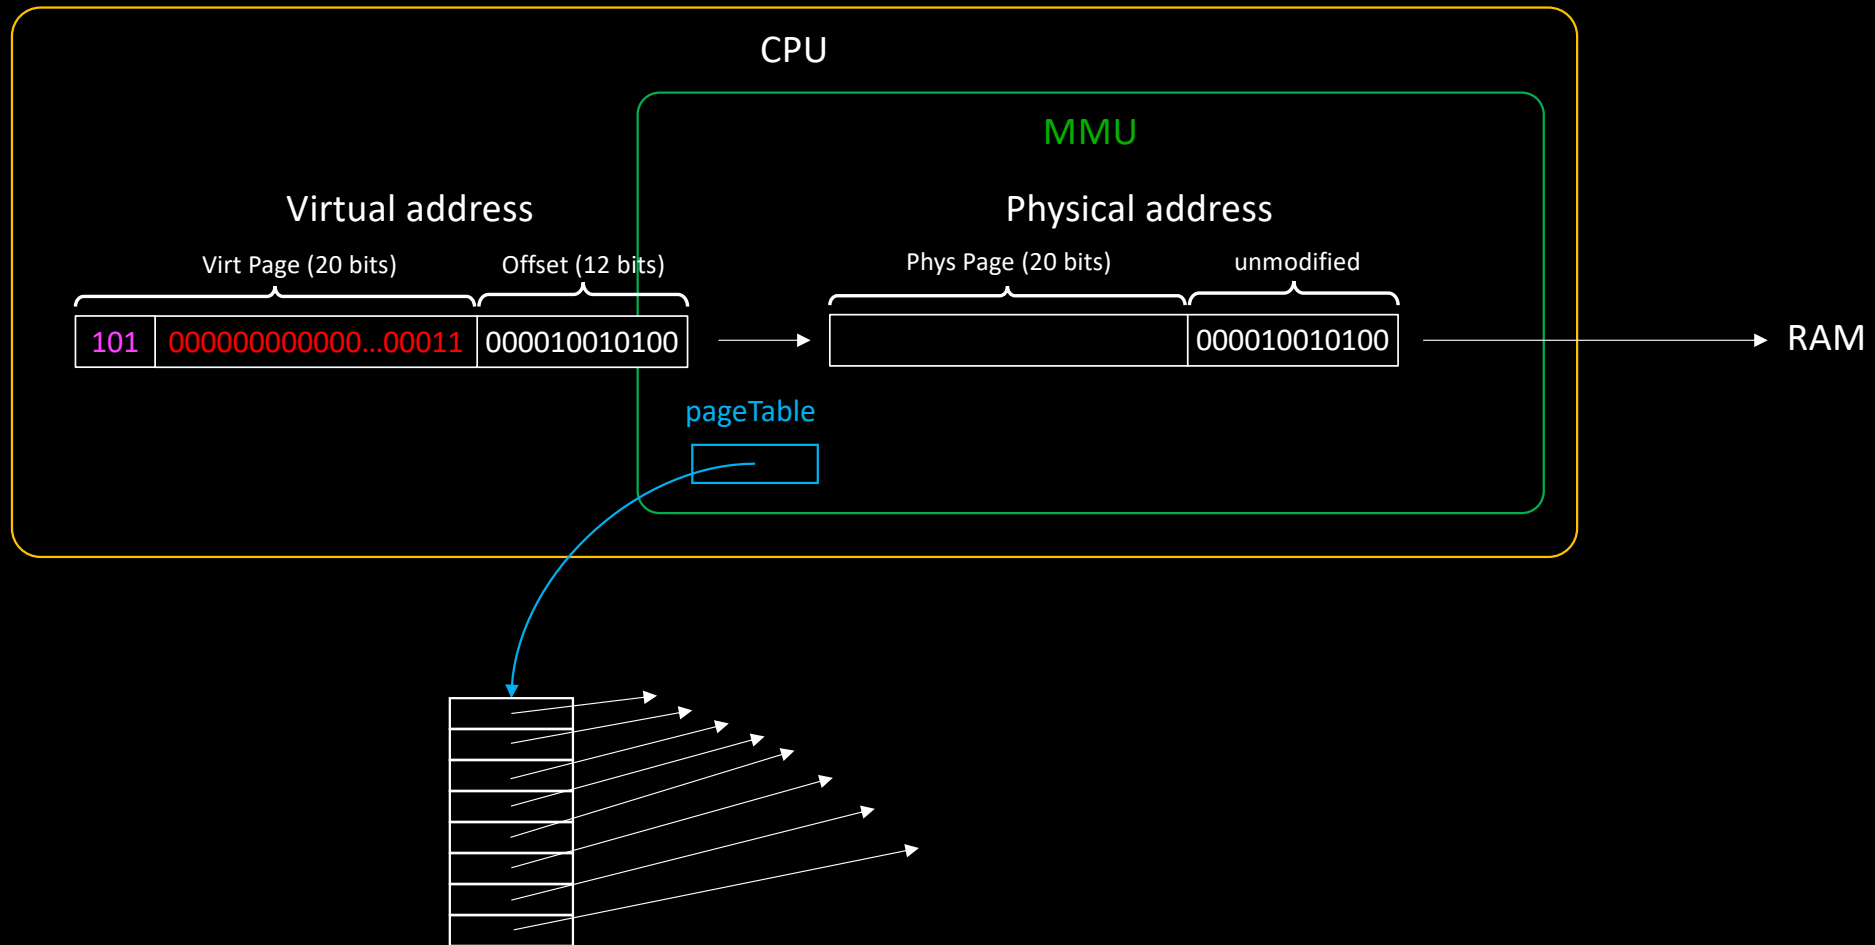 CPU
MMU
Virtual address
Physical address
Virt Page (20 bits)
Offset (12 bits)
Phys Page (20 bits)
unmodified
101 000000000000...00011 000010010100
000010010100
RAM
pageTable